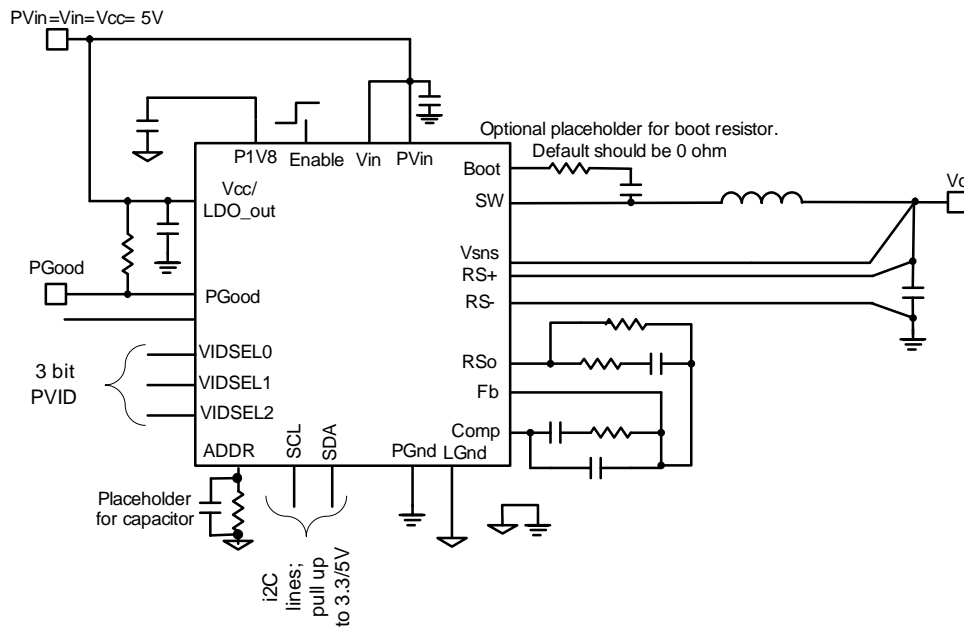 PVin=Vin=Vcc= 5V
P1V8
Enable
Vin
PVin
Optional placeholder for boot resistor.
Default should be 0 ohm
Boot
SW
Vcc/
LDO_out
Vsns
RS+
RS-
PGood
PGood
VIDSEL0
VIDSEL1
VIDSEL2
3 bit
PVID
RSo
Fb
Comp
ADDR
SCL
SDA
PGnd
LGnd
Placeholder
for capacitor
i2C
lines;
pull up
to 3.3/5V